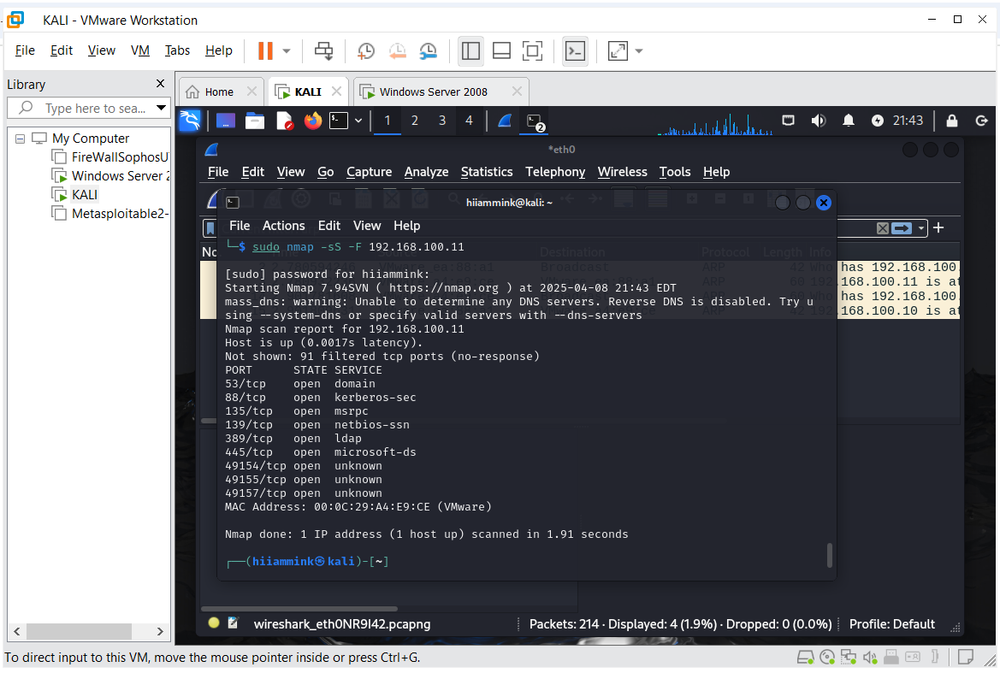 KALI - VMware Workstation
File Edit View VM Tabs Help
Library
Type here to sea...
My Computer
FireWallSophosU
Windows Server 2
KALI
Metasploitable2-
Home
KALI
Windows Server 2008
1 2 3 4
2
21:43
*eth0
File Edit View Go Capture Analyze Statistics Telephony Wireless Tools Help
hiiammink@kali: ~
File Actions Edit View Help
└─$ sudo nmap -sS -F 192.168.100.11
Destination Protocol Length Info
Broadcast ARP 42 Who has 192.168.100.
192.168.100.11 is at
has 192.168.100.
192.168.100.10 is at
[sudo] password for hiiammink:
Starting Nmap 7.94SVN ( https://nmap.org ) at 2025-04-08 21:43 EDT
mass_dns: warning: Unable to determine any DNS servers. Reverse DNS is disabled. Try u
sing --system-dns or specify valid servers with --dns-servers
Nmap scan report for 192.168.100.11
Host is up (0.0017s latency).
Not shown: 91 filtered tcp ports (no-response)
PORT STATE SERVICE
53/tcp open domain
88/tcp open kerberos-sec
135/tcp open msrpc
139/tcp open netbios-ssn
389/tcp open ldap
445/tcp open microsoft-ds
49154/tcp open unknown
49155/tcp open unknown
49157/tcp open unknown
MAC Address: 00:0C:29:A4:E9:CE (VMware)
Nmap done: 1 IP address (1 host up) scanned in 1.91 seconds
┌──(hiiammink㉿kali)-[~]
wireshark_eth0NR9I42.pcapng
Packets: 214 · Displayed: 4 (1.9%) · Dropped: 0 (0.0%)
Profile: Default
To direct input to this VM, move the mouse pointer inside or press Ctrl+G.